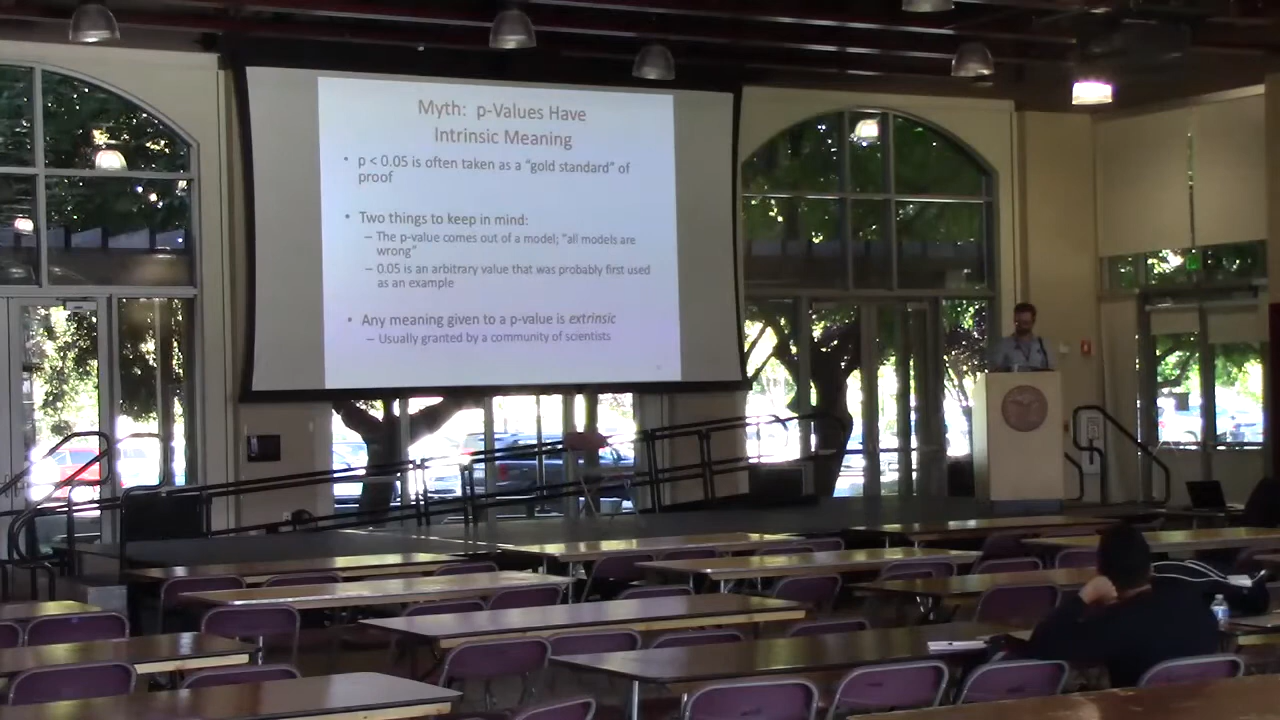 Myth: p-Values Have
Intrinsic Meaning
• p < 0.05 is often taken as a “gold standard” of
proof
• Two things to keep in mind:
– The p-value comes out of a model; “all models are
wrong”
– 0.05 is an arbitrary value that was probably first used
as an example
• Any meaning given to a p-value is extrinsic
– Usually granted by a community of scientists